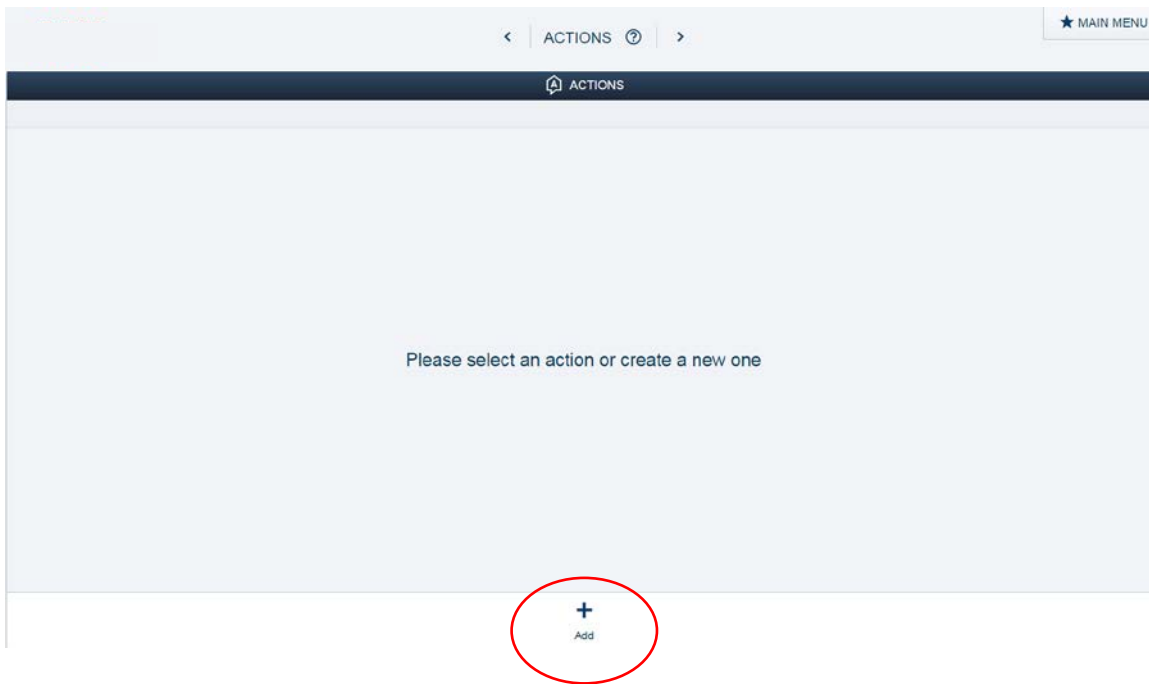 ACTIONS
MAIN MENU
ACTIONS
Please select an action or create a new one
Add